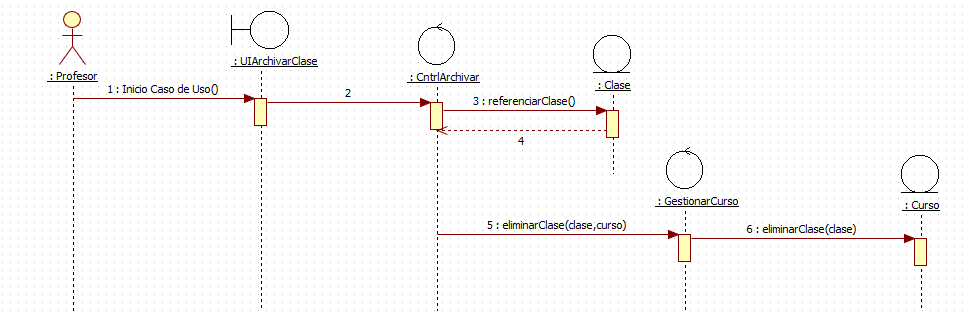 : Profesor
: UIArchivarClase
: CntrlArchivar
: Clase
1 : Inicio Caso de Uso()
2
3 : referenciarClase()
4
: GestionarCurso
: Curso
5 : eliminarClase(clase,curso)
6 : eliminarClase(clase)